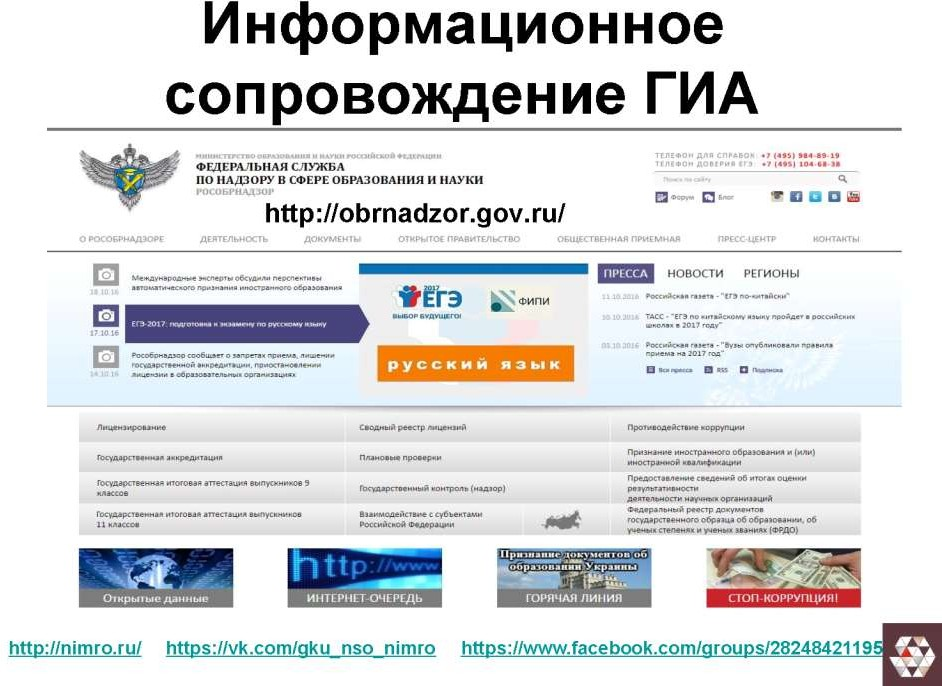 Информационное
сопровождение ГИА
МИНИСТЕРСТВО ОБРАЗОВАНИЯ И НАУКИ РОССИЙСКОЙ ФЕДЕРАЦИИ
ФЕДЕРАЛЬНАЯ СЛУЖБА
ПО НАДЗОРУ В СФЕРЕ ОБРАЗОВАНИЯ И НАУКИ
РОСОБРНАДЗОР
http://obrnadzor.gov.ru/
ТЕЛЕФОН ДЛЯ СПРАВОК: +7 (495) 984-89-19
ТЕЛЕФОН ДОВЕРИЯ ЕГЭ: +7 (495) 104-68-38
Поиск по сайту
Форум Блог
О РОСОБРНАДЗОРЕ ДЕЯТЕЛЬНОСТЬ ДОКУМЕНТЫ ОТКРЫТОЕ ПРАВИТЕЛЬСТВО ОБЩЕСТВЕННАЯ ПРИЕМНАЯ ПРЕСС-ЦЕНТР КОНТАКТЫ
18.10.16
Международные эксперты обсудили перспективы
автоматического признания иностранного образования
17.10.16
ЕГЭ-2017: подготовка к экзамену по русскому языку
14.10.16
Рособрнадзор сообщает о запретах приема, лишении
государственной аккредитации, приостановлении
лицензии в образовательных организациях
2017
ЕГЭ
ВЫБОР БУДУЩЕГО!
ФИПИ
русский язык
ПРЕССА НОВОСТИ РЕГИОНЫ
11.10.2016 Российская газета - "ЕГЭ по-китайски"
10.10.2016 ТАСС - "ЕГЭ по китайскому языку пройдет в российских
школах в 2017 году"
03.10.2016 Российская газета - "Вузы опубликовали правила
приема на 2017 год"
Вся пресса RSS Подписка
Лицензирование
Сводный реестр лицензий
Противодействие коррупции
Государственная аккредитация
Плановые проверки
Признание иностранного образования и (или)
иностранной квалификации
Государственная итоговая аттестация выпускников 9
классов
Государственный контроль (надзор)
Предоставление сведений об итогах оценки
результативности
деятельности научных организаций
Государственная итоговая аттестация выпускников
11 классов
Взаимодействие с субъектами
Российской Федерации
Федеральный реестр документов
государственного образца об образовании, об
ученых степенях и ученых званиях (ФРДО)
Открытые данные
http://www
ИНТЕРНЕТ-ОЧЕРЕДЬ
Признание документов об
образовании Украины
ГОРЯЧАЯ ЛИНИЯ
СТОП-КОРРУПЦИЯ!
http://nimro.ru/ https://vk.com/gku_nso_nimro https://www.facebook.com/groups/28248421195